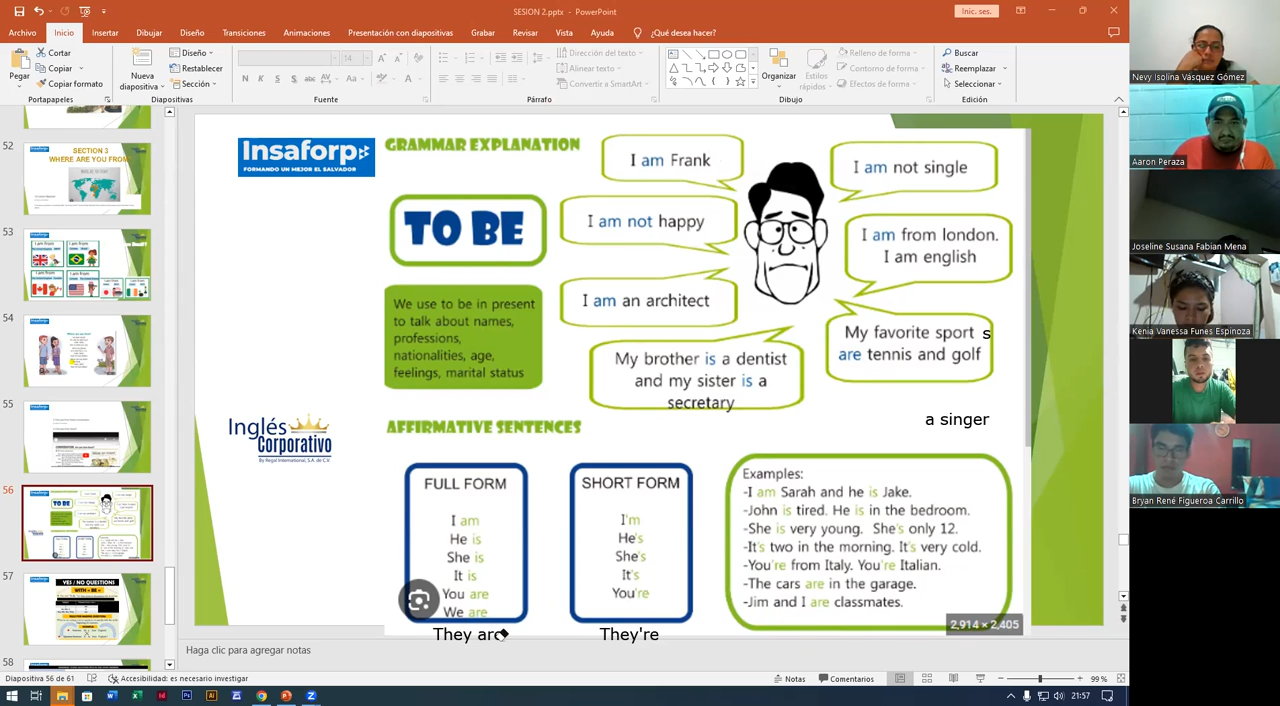 SESION 2.pptx - PowerPoint
Inic. ses.
Archivo Inicio Insertar Dibujar Diseño Transiciones Animaciones Presentación con diapositivas Grabar Revisar Vista Ayuda ¿Qué desea hacer?
Pegar
Cortar
Copiar
Copiar formato
Portapapeles
Nueva diapositiva
Diseño
Restablecer
Sección
Diapositivas
14
N K S S abc AV Aa A
Fuente
Dirección del texto
Alinear texto
Convertir a SmartArt
Párrafo
Organizar
Estilos rápidos
Relleno de forma
Contorno de forma
Efectos de forma
Dibujo
Buscar
Reemplazar
Seleccionar
Edición
52
SECTION 3
WHERE ARE YOU FROM
53
54
55
56
57
YES / NO QUESTIONS
WITH - BE -
58
Insaforp
FORMANDO UN MEJOR EL SALVADOR
GRAMMAR EXPLANATION
TO BE
We use to be in present
to talk about names,
professions,
nationalities, age,
feelings, marital status
I am Frank
I am not happy
I am an architect
My brother is a dentist
and my sister is a
secretary
I am not single
I am from london.
I am english
My favorite sport s
are tennis and golf
a singer
Inglés
Corporativo
By Regal International, S.A. de C.V.
AFFIRMATIVE SENTENCES
FULL FORM
I am
He is
She is
It is
You are
We are
They are
SHORT FORM
I'm
He's
She's
It's
You're
They're
Examples:
-I am Sarah and he is Jake.
-John is tired. He is in the bedroom.
-She is very young. She's only 12.
-It's two in the morning. It's very cold.
-You're from Italy. You're Italian.
-The cars are in the garage.
-Jim and I are classmates.
2,914 × 2,405
Haga clic para agregar notas
Diapositiva 56 de 61
Accesibilidad: es necesario investigar
Notas
Comentarios
99 %
21:57
Nevy Isolina Vásquez Gómez
Aaron Peraza
Joseline Susana Fabian Mena
Kenia Vanessa Funes Espinoza
Bryan René Figueroa Carrillo